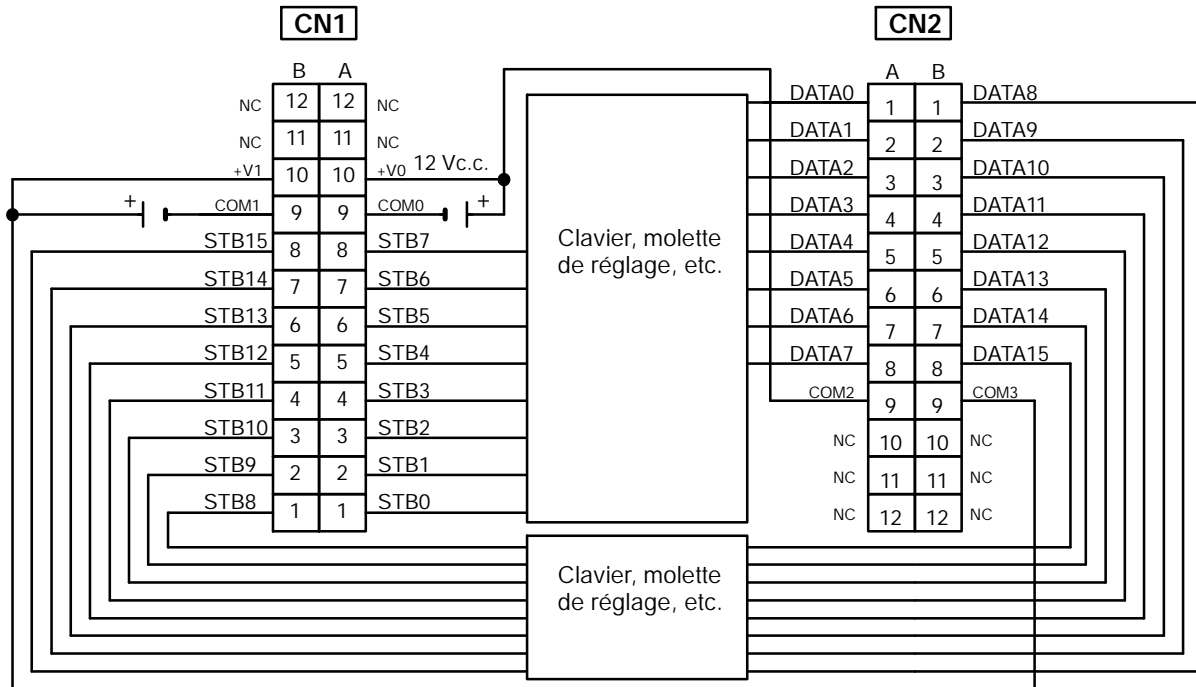 CN1 CN2
B A A B
NC 12 12 NC DATA0 1 1 DATA8
NC 11 11 NC DATA1 2 2 DATA9
+V1 10 10 +V0 12 Vc.c. DATA2 3 3 DATA10
+ COM1 9 9 COM0 + DATA3 4 4 DATA11
STB15 8 8 STB7 Clavier, molette DATA4 5 5 DATA12
de réglage, etc.
STB14 7 7 STB6 DATA5 6 6 DATA13
STB13 6 6 STB5 DATA6 7 7 DATA14
STB12 5 5 STB4 DATA7 8 8 DATA15
STB11 4 4 STB3 COM2 9 9 COM3
STB10 3 3 STB2 NC 10 10 NC
STB9 2 2 STB1 NC 11 11 NC
STB8 1 1 STB0 NC 12 12 NC
Clavier, molette
de réglage, etc.